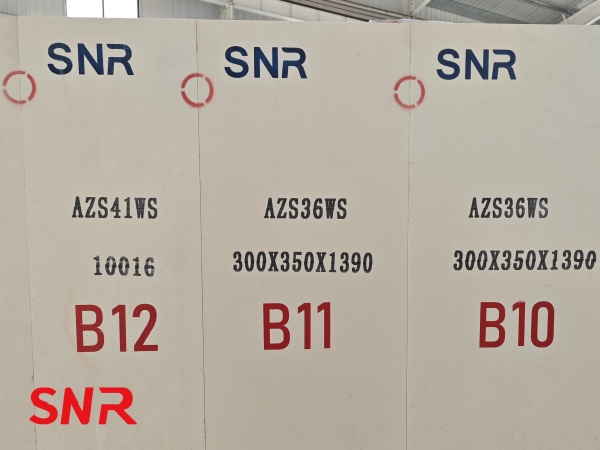 SNR SNR SNR
AZS41WS AZS36WS AZS36WS
10016 300X350X1390 300X350X1390
B12 B11 B10
SNR